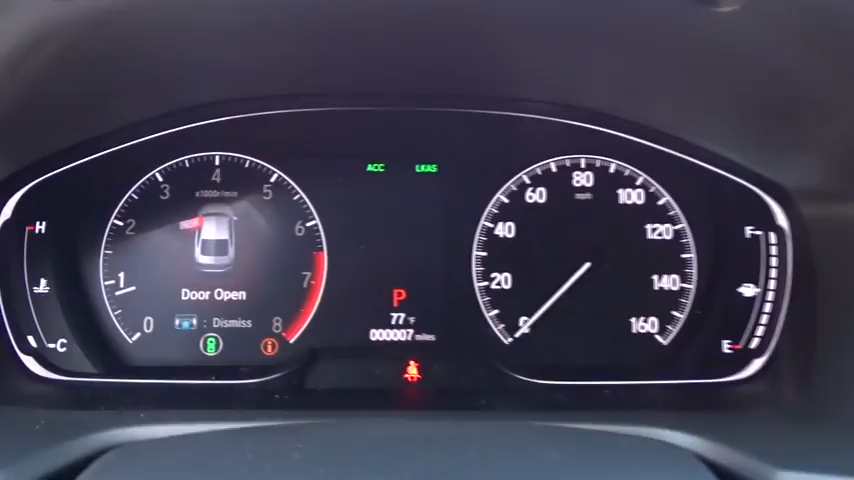 ACC LKAS
H
C
0 1 2 3 4 5 6 7 8
x1000r/min
Door Open
: Dismiss
P
77°F
000007 miles
0 20 40 60 80 100 120 140 160
mph
F
E